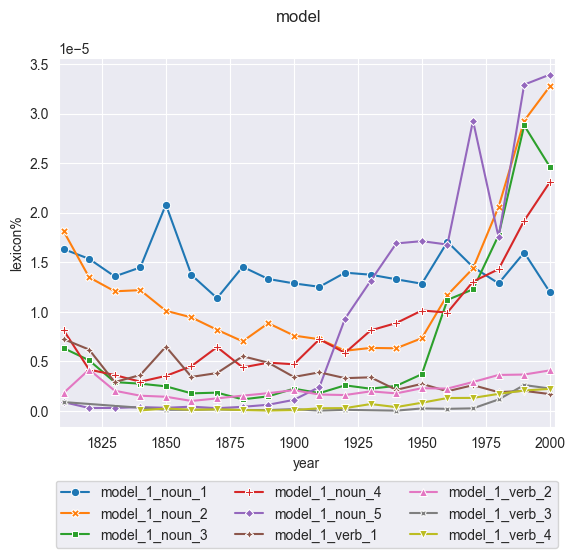 model
1e−5
3.5
3.0
2.5
2.0
1.5
1.0
0.5
0.0
lexicon%
1825 1850 1875 1900 1925 1950 1975 2000
year
model_1_noun_1 model_1_noun_4 model_1_verb_2
model_1_noun_2 model_1_noun_5 model_1_verb_3
model_1_noun_3 model_1_verb_1 model_1_verb_4